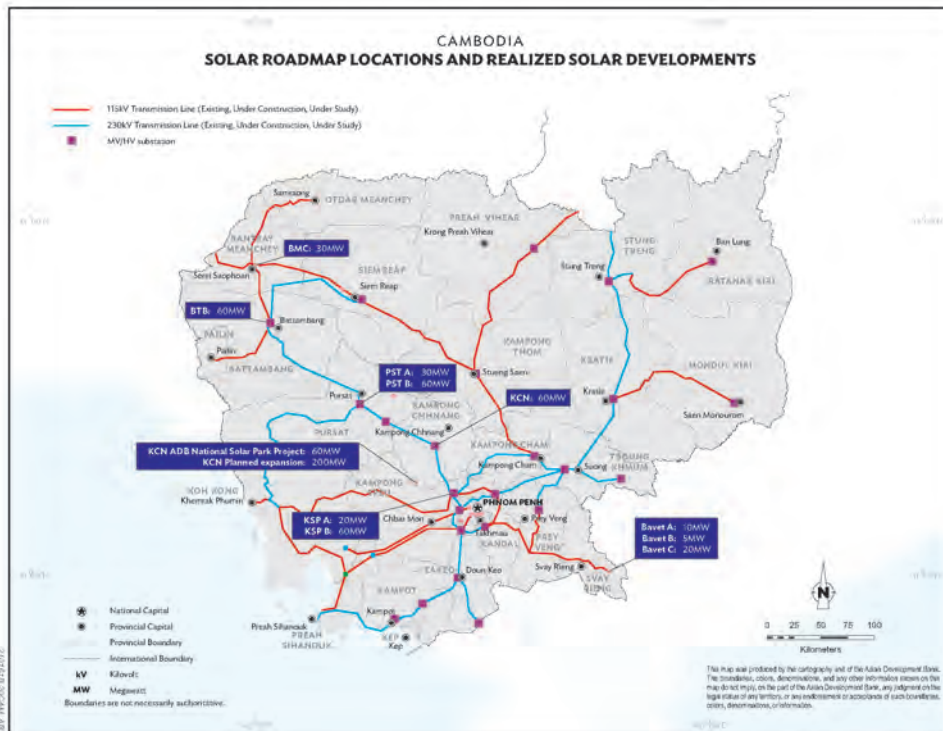 CAMBODIA
SOLAR ROADMAP LOCATIONS AND REALIZED SOLAR DEVELOPMENTS
115kV Transmission Line (Existing, Under Construction, Under Study)
230kV Transmission Line (Existing, Under Construction, Under Study)
MV/HV substation
Samraong
OTDAR MEANCHEY
PREAH VIHEAR
Krong Preah Vihear
STUNG
TRENG
Ban Lung
BANTEAY
MEANCHEY
BMC: 30MW
Serei Saophoan
SIEMREAP
Siem Reap
Stung Treng
RATANAK KIRI
BTB: 60MW
Battambang
PAILIN
Pailin
BATTAMBANG
KAMPONG
THOM
Stueng Saen
KRATIE
MONDUL KIRI
PST A: 30MW
PST B: 60MW
Pursat
KCN: 60MW
Kratie
Saen Monourom
KAMPONG
CHHNANG
Kampong Chhnang
PURSAT
KCN ADB National Solar Park Project: 60MW
KCN Planned expansion: 200MW
KAMPONG CHAM
Kampong Cham
Suong
TBOUNG
KHMUM
KOH KONG
Khemeak Phumin
KAMPONG
SPEU
PHNOM PENH
KSP A: 20MW
KSP B: 60MW
Chbar Mon
Takhmau
KANDAL
Prey Veng
PREY
VENG
Bavet A: 10MW
Bavet B: 5MW
Bavet C: 20MW
Svay Rieng
SVAY
RIENG
TAKEO
Doun Kaev
KAMPOT
Kampot
Preah Sihanouk
PREAH
SIHANOUK
KEP
Kep
N
National Capital
Provincial Capital
Provincial Boundary
International Boundary
kV Kilovolt
MW Megawatt
Boundaries are not necessarily authoritative.
0 25 50 75 100
Kilometers
This map was produced by the cartography unit of the Asian Development Bank.
The boundaries, colors, denominations, and any other information shown on this
map do not imply, on the part of the Asian Development Bank, any judgment on the
legal status of any territory, or any endorsement or acceptance of such boundaries,
colors, denominations, or information.